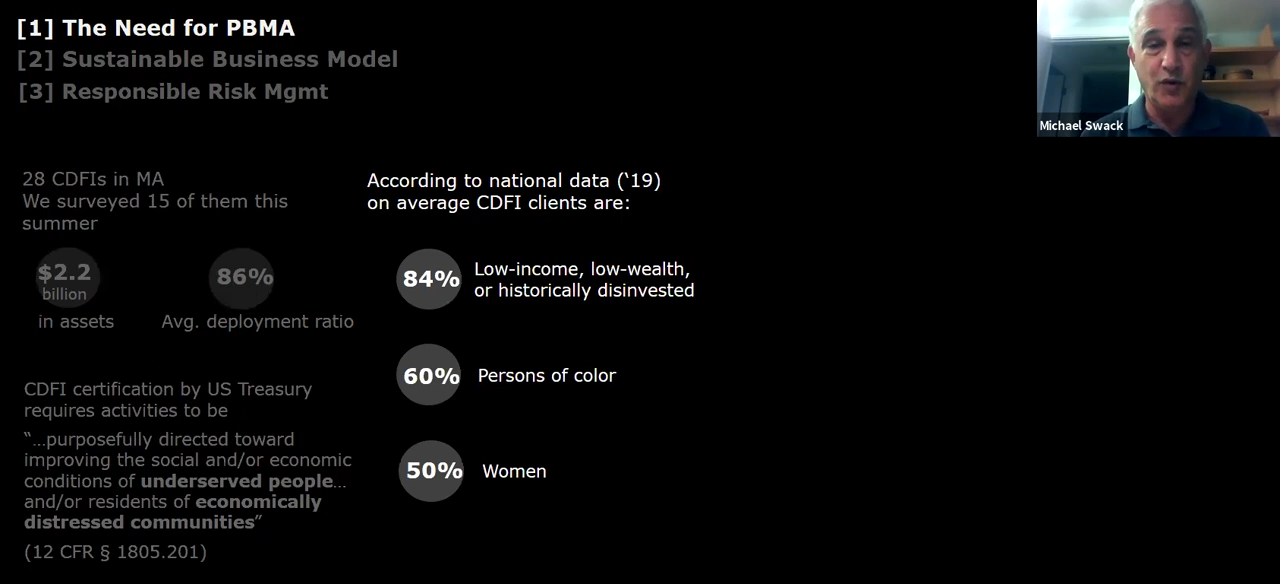 [1] The Need for PBMA
[2] Sustainable Business Model
[3] Responsible Risk Mgmt
Michael Swack
28 CDFIs in MA
We surveyed 15 of them this
summer
$2.2
billion
in assets
86%
Avg. deployment ratio
CDFI certification by US Treasury
requires activities to be
“…purposefully directed toward
improving the social and/or economic
conditions of underserved people…
and/or residents of economically
distressed communities”
(12 CFR § 1805.201)
According to national data (‘19)
on average CDFI clients are:
84%
Low-income, low-wealth,
or historically disinvested
60%
Persons of color
50%
Women